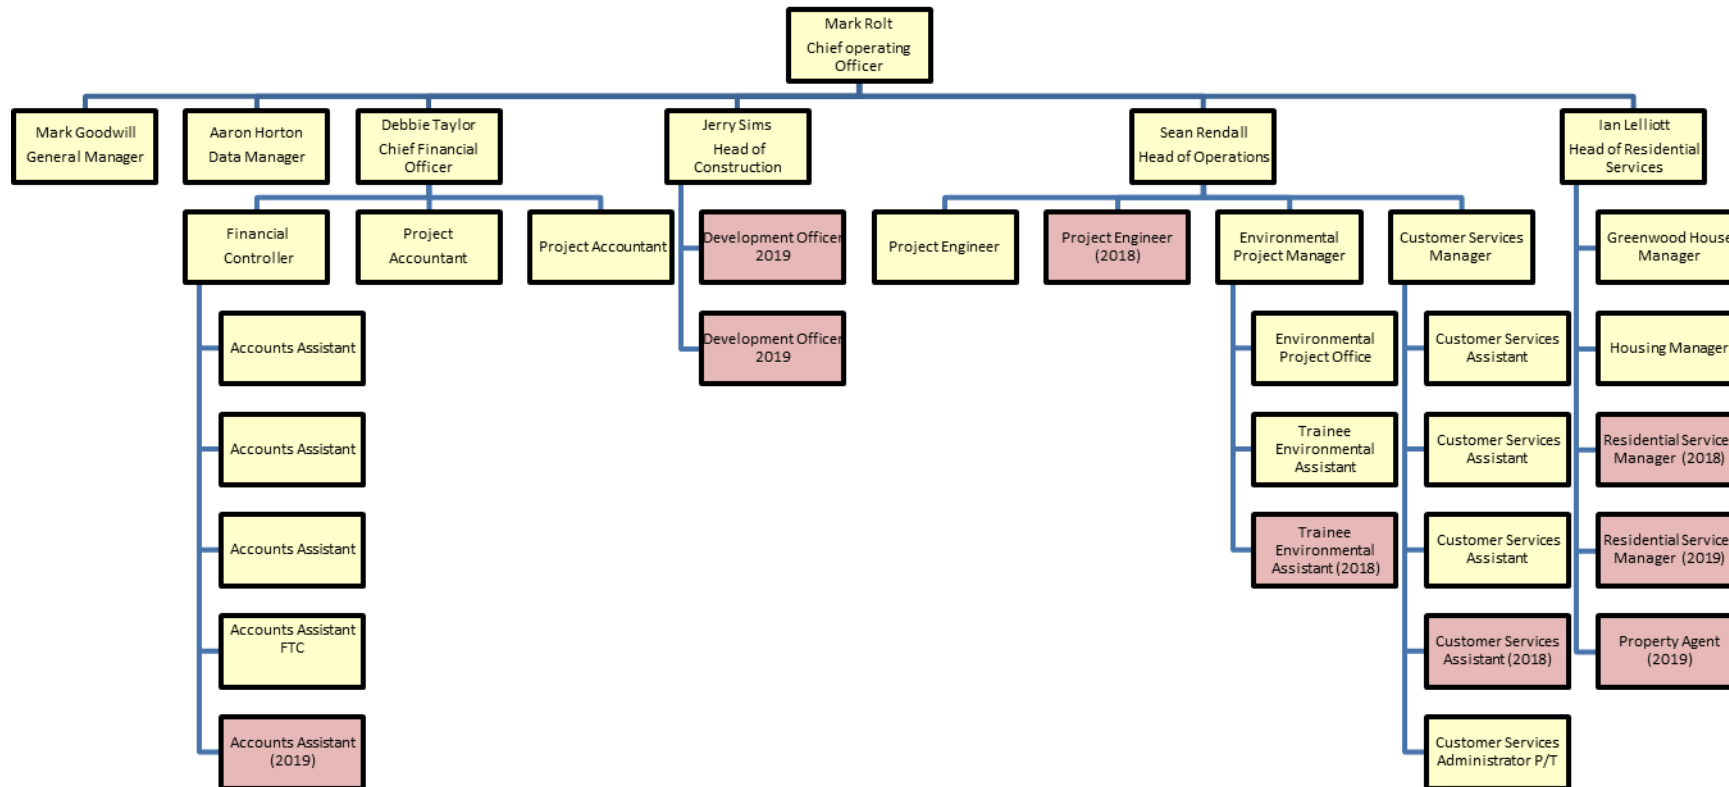 Mark Rolt
Chief operating
Officer
Mark Goodwill
General Manager
Aaron Horton
Data Manager
Debbie Taylor
Chief Financial
Officer
Jerry Sims
Head of
Construction
Sean Rendall
Head of Operations
Ian Lelliott
Head of Residential
Services
Financial
Controller
Project
Accountant
Project Accountant
Development Officer
2019
Project Engineer
Project Engineer
(2018)
Environmental
Project Manager
Customer Services
Manager
Greenwood House
Manager
Accounts Assistant
Development Officer
2019
Environmental
Project Office
Customer Services
Assistant
Housing Manager
Accounts Assistant
Trainee
Environmental
Assistant
Customer Services
Assistant
Residential Service
Manager (2018)
Accounts Assistant
Trainee
Environmental
Assistant (2018)
Customer Services
Assistant
Residential Service
Manager (2019)
Accounts Assistant
FTC
Customer Services
Assistant (2018)
Property Agent
(2019)
Accounts Assistant
(2019)
Customer Services
Administrator P/T